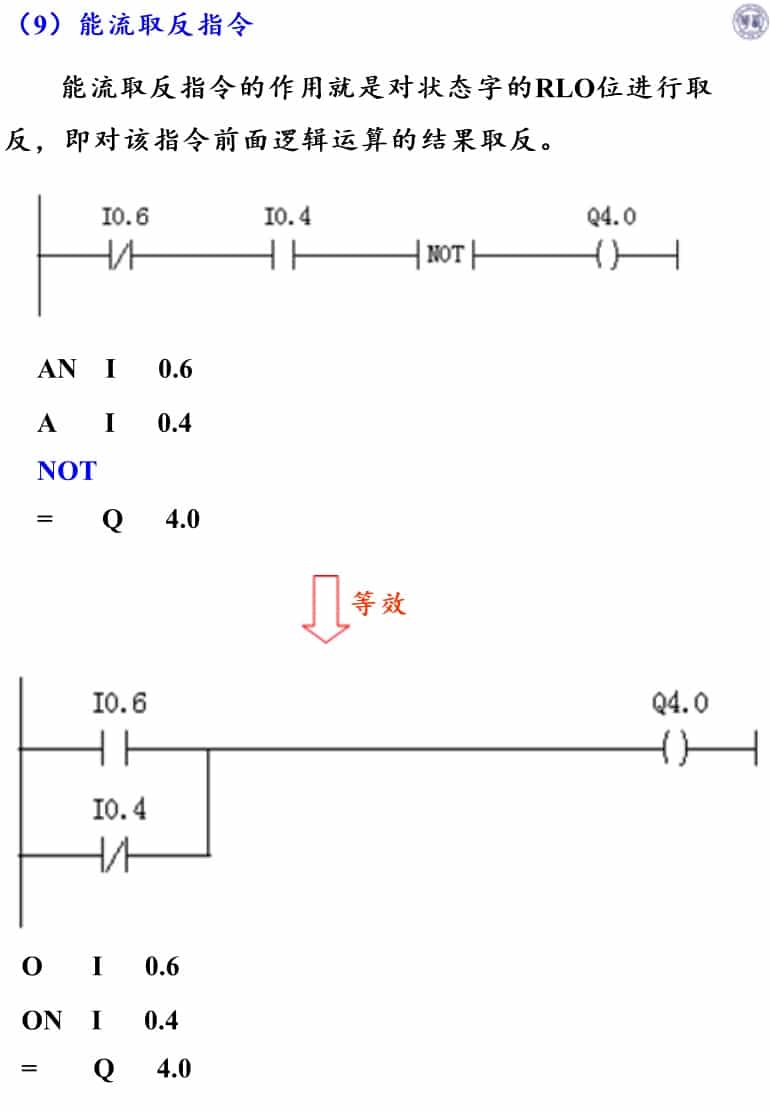 （9）能流取反指令
能流取反指令的作用就是对状态字的RLO位进行取
反，即对该指令前面逻辑运算的结果取反。
I0.6 I0.4 Q4.0
NOT
AN I 0.6
A I 0.4
NOT
= Q 4.0
等效
I0.6 Q4.0
I0.4
O I 0.6
ON I 0.4
= Q 4.0